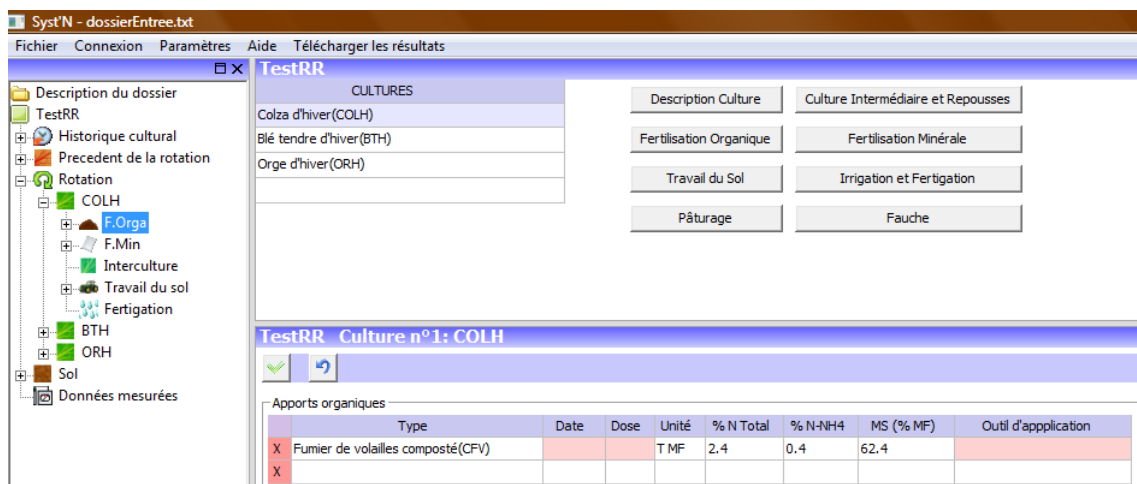 Syst'N - dossierEntree.txt
Fichier Connexion Paramètres Aide Télécharger les résultats
Description du dossier
TestRR
Historique cultural
Precedent de la rotation
Rotation
COLH
F.Orga
F.Min
Interculture
Travail du sol
Fertigation
BTH
ORH
Sol
Données mesurées
TestRR
CULTURES
Colza d'hiver(COLH)
Blé tendre d'hiver(BTH)
Orge d'hiver(ORH)
Description Culture Culture Intermédiaire et Repousses
Fertilisation Organique Fertilisation Minérale
Travail du Sol Irrigation et Fertigation
Pâturage Fauche
TestRR Culture n°1: COLH
Apports organiques
Type Date Dose Unité % N Total % N-NH4 MS (% MF) Outil d'appplication
X Fumier de volailles composté(CFV) T MF 2.4 0.4 62.4
X